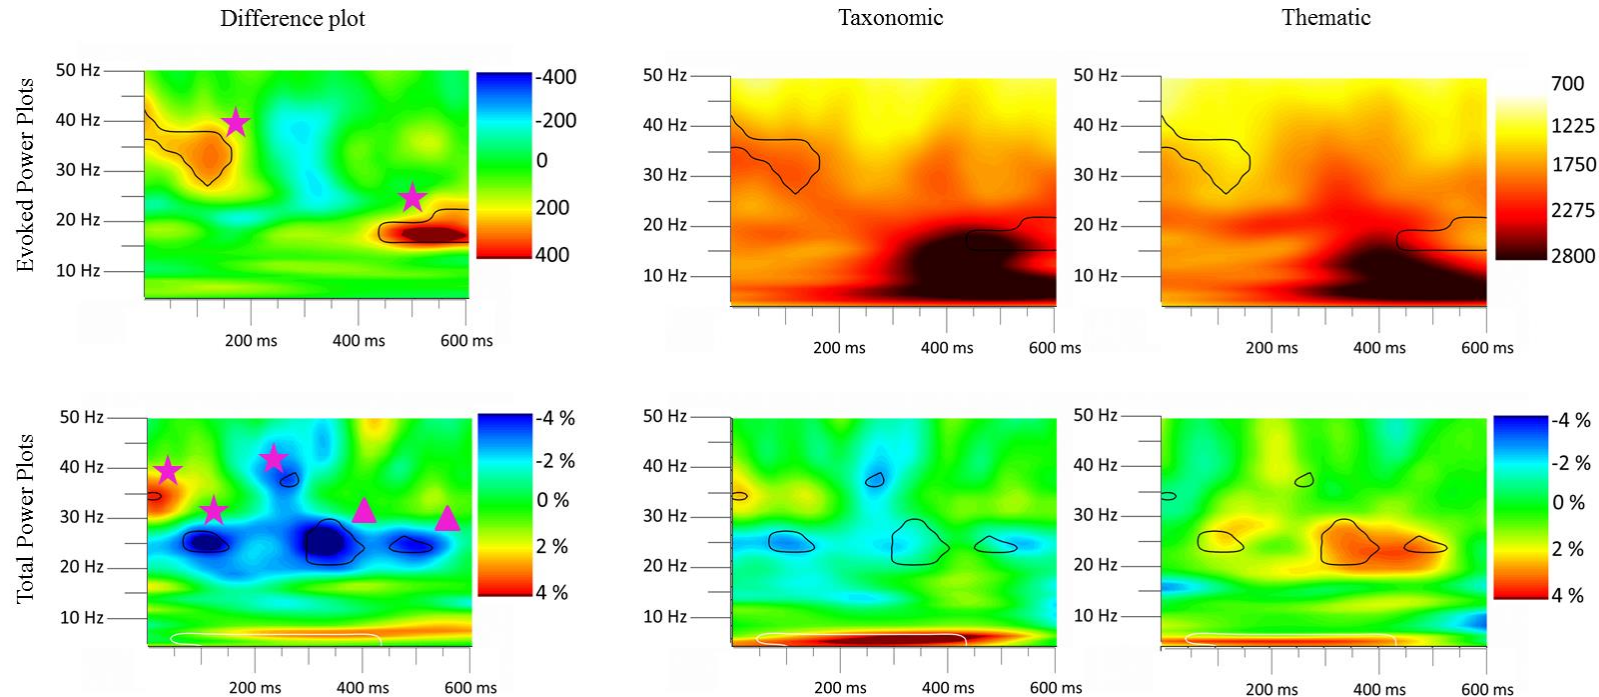 Difference plot
Taxonomic
Thematic
Evoked Power Plots
50 Hz
40 Hz
30 Hz
20 Hz
10 Hz
200 ms
400 ms
600 ms
-400
-200
0
200
400
50 Hz
40 Hz
30 Hz
20 Hz
10 Hz
200 ms
400 ms
600 ms
50 Hz
40 Hz
30 Hz
20 Hz
10 Hz
200 ms
400 ms
600 ms
700
1225
1750
2275
2800
Total Power Plots
50 Hz
40 Hz
30 Hz
20 Hz
10 Hz
200 ms
400 ms
600 ms
-4 %
-2 %
0 %
2 %
4 %
50 Hz
40 Hz
30 Hz
20 Hz
10 Hz
200 ms
400 ms
600 ms
50 Hz
40 Hz
30 Hz
20 Hz
10 Hz
200 ms
400 ms
600 ms
-4 %
-2 %
0 %
2 %
4 %